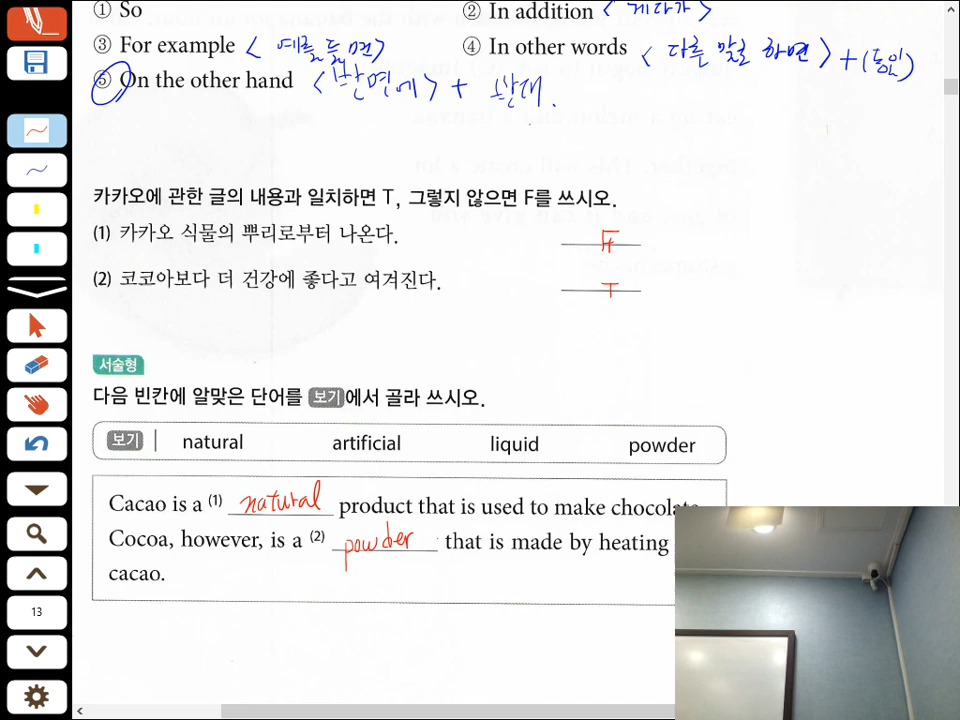 ① So
② In addition <게다가>
③ For example <예를 들면>
④ In other words <다른 말로 하면> + (동일)
⑤ On the other hand <반면에> + 반대.
카카오에 관한 글의 내용과 일치하면 T, 그렇지 않으면 F를 쓰시오.
(1) 카카오 식물의 뿌리로부터 나온다. F
(2) 코코아보다 더 건강에 좋다고 여겨진다. T
서술형
다음 빈칸에 알맞은 단어를 보기에서 골라 쓰시오.
보기 natural artificial liquid powder
Cacao is a (1) natural product that is used to make chocolate
Cocoa, however, is a (2) powder that is made by heating
cacao.
13